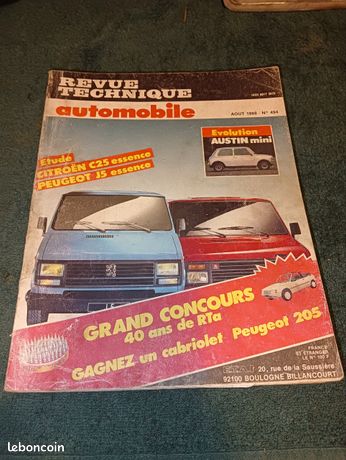 REVUE
TECHNIQUE
automobile
AOUT 1988 - N° 494
Evolution
AUSTIN mini
Etude
CITROËN C25 essence
PEUGEOT J5 essence
GRAND CONCOURS
40 ans de RTa
GAGNEZ un cabriolet Peugeot 205
FRANCE
ET ETRANGER
20, rue de la Saussière
92100 BOULOGNE BILLANCOURT
leboncoin